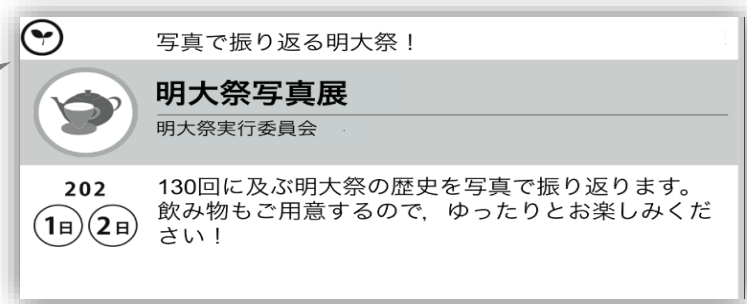 写真で振り返る明大祭！
明大祭写真展
明大祭実行委員会
202
1日 2日
130回に及ぶ明大祭の歴史を写真で振り返ります。
飲み物もご用意するので，ゆったりとお楽しみくだ
さい！